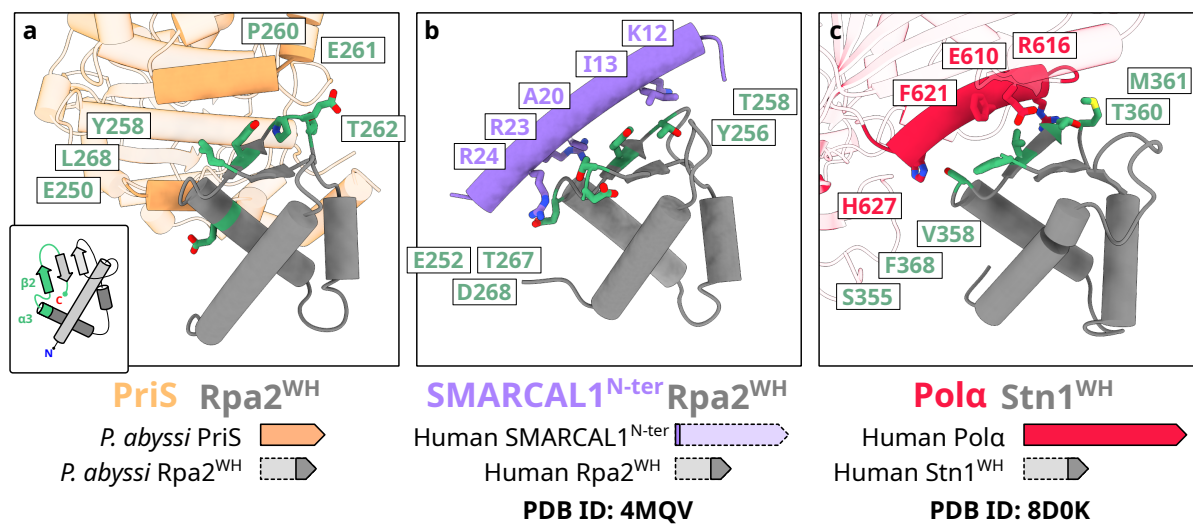 a
P260
E261
Y258
T262
L268
E250
β2
α3
C
N
PriS Rpa2WH
P. abyssi PriS
P. abyssi Rpa2WH
b
K12
I13
A20
T258
R23
Y256
R24
E252 T267
D268
SMARCAL1N-ter Rpa2WH
Human SMARCAL1N-ter
Human Rpa2WH
PDB ID: 4MQV
c
R616
E610
M361
F621
T360
H627
V358
F368
S355
Polα Stn1WH
Human Polα
Human Stn1WH
PDB ID: 8D0K